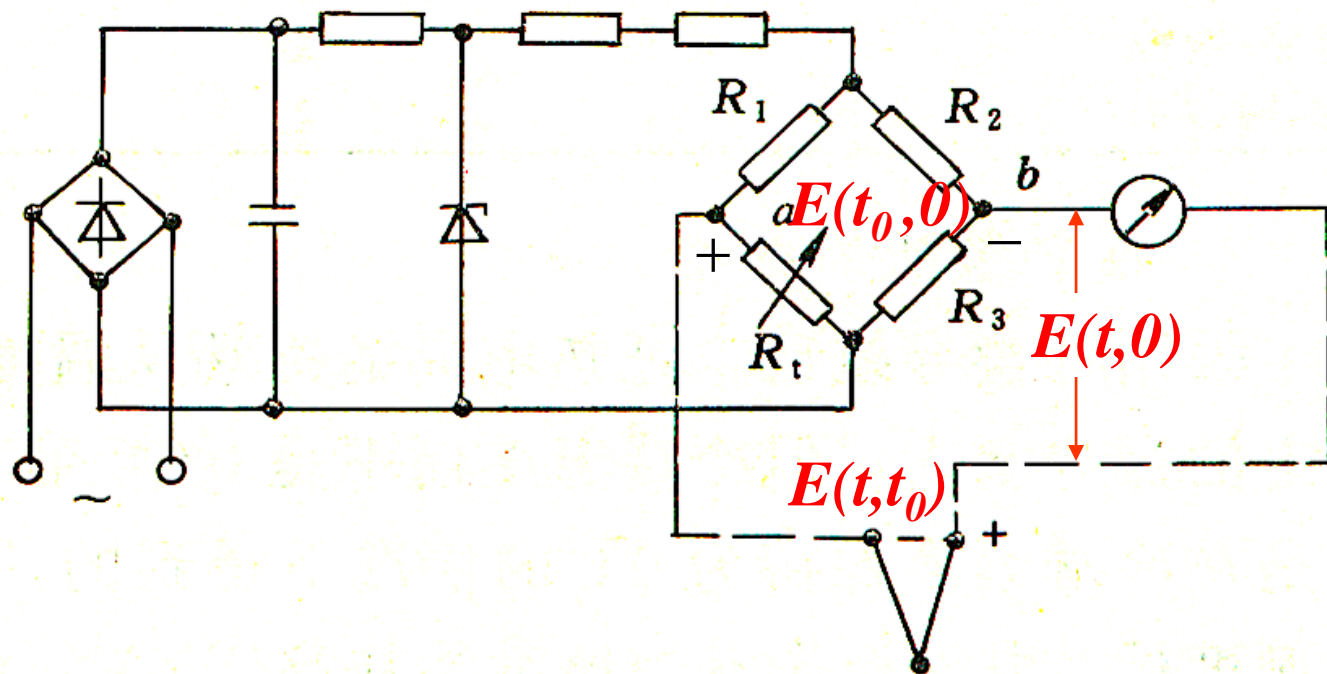 R1
R2
a
E(t0,0)
b
+
−
Rt
R3
E(t,0)
~
E(t,t0)
+